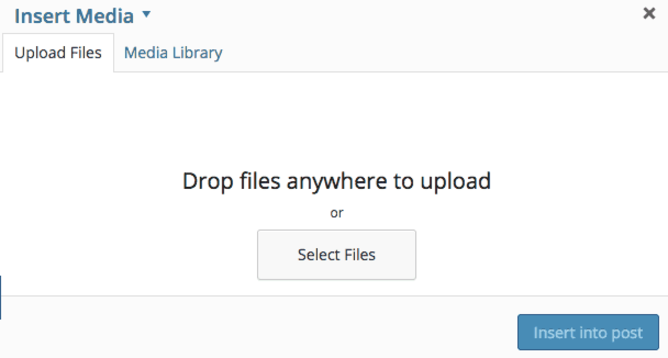 Insert Media
Upload Files
Media Library
Drop files anywhere to upload
or
Select Files
Insert into post